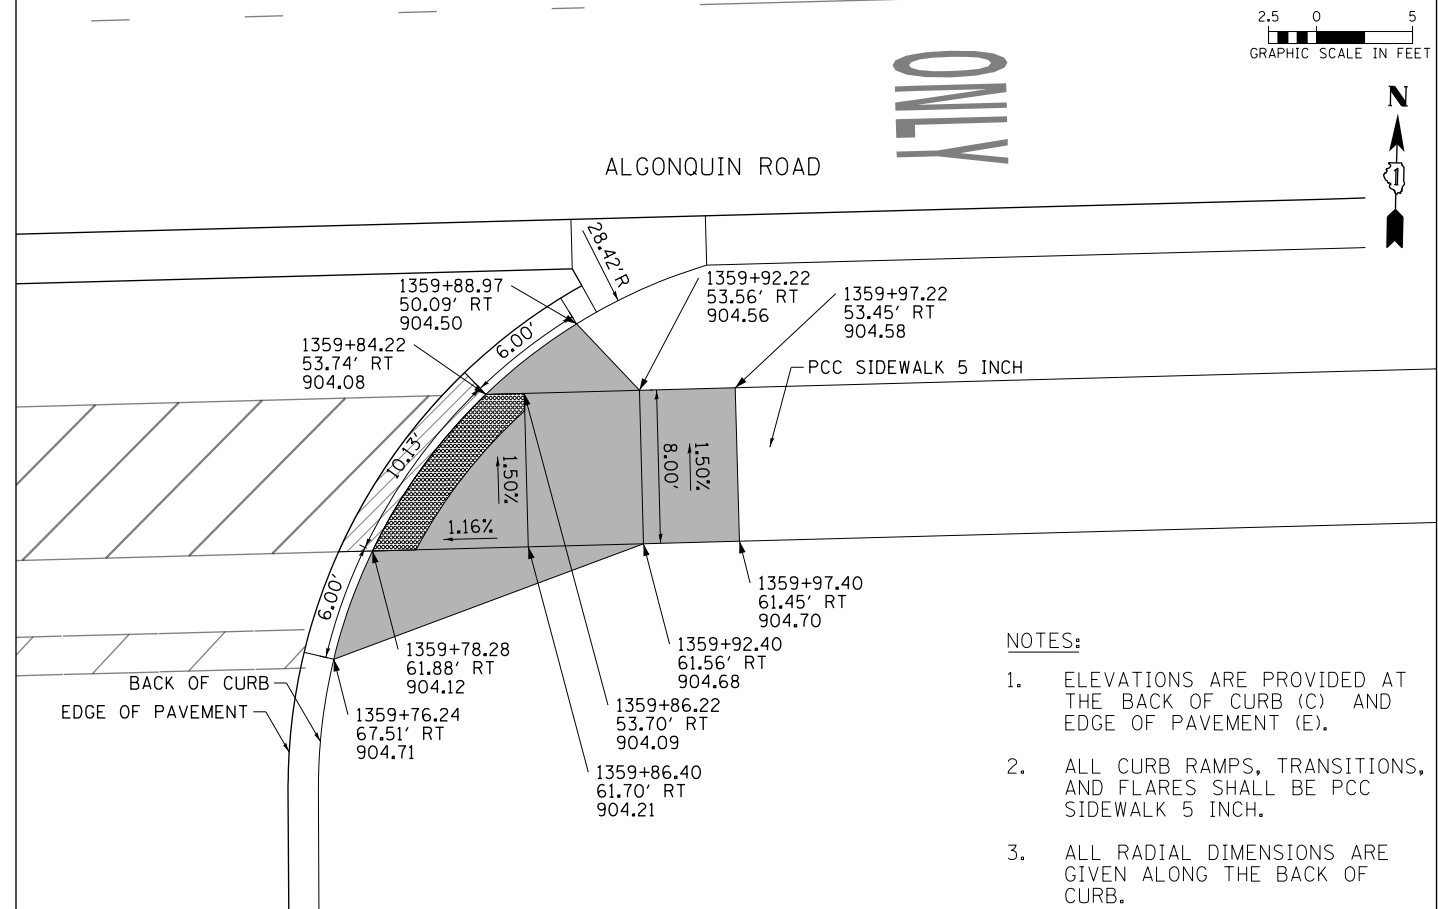 2.5 0 5
GRAPHIC SCALE IN FEET
ONLY
N
1
ALGONQUIN ROAD
28.42' R
1359+88.97
50.09' RT
904.50
1359+92.22
53.56' RT
904.56
1359+97.22
53.45' RT
904.58
6.00'
1359+84.22
53.74' RT
904.08
PCC SIDEWALK 5 INCH
10.13'
1.50%
8.00'
1.50%
1.16%
6.00'
1359+97.40
61.45' RT
904.70
1359+78.28
61.88' RT
904.12
1359+92.40
61.56' RT
904.68
BACK OF CURB
EDGE OF PAVEMENT
1359+76.24
67.51' RT
904.71
1359+86.22
53.70' RT
904.09
1359+86.40
61.70' RT
904.21
NOTES:
1. ELEVATIONS ARE PROVIDED AT
THE BACK OF CURB (C) AND
EDGE OF PAVEMENT (E).
2. ALL CURB RAMPS, TRANSITIONS,
AND FLARES SHALL BE PCC
SIDEWALK 5 INCH.
3. ALL RADIAL DIMENSIONS ARE
GIVEN ALONG THE BACK OF
CURB.